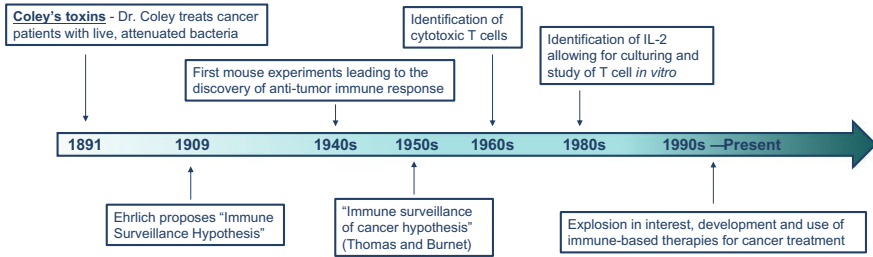 Coley's toxins - Dr. Coley treats cancer
patients with live, attenuated bacteria
Identification of
cytotoxic T cells
Identification of IL-2
allowing for culturing and
study of T cell in vitro
First mouse experiments leading to the
discovery of anti-tumor immune response
1891 1909 1940s 1950s 1960s 1980s 1990s —Present
Ehrlich proposes “Immune
Surveillance Hypothesis”
“Immune surveillance
of cancer hypothesis”
(Thomas and Burnet)
Explosion in interest, development and use of
immune-based therapies for cancer treatment